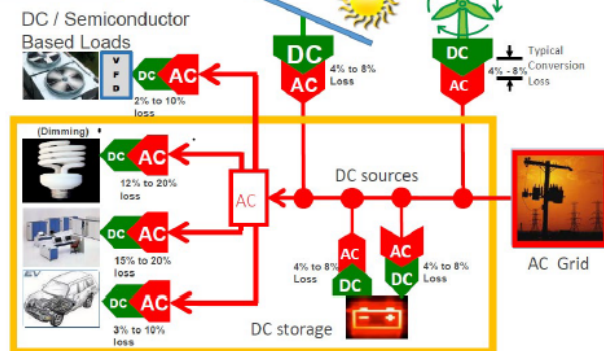 DC / Semiconductor
Based Loads
V
F
D
DC AC
2% to 10%
loss
DC
AC
4% to 8%
Loss
DC
AC
4% - 8%
Typical
Conversion
Loss
(Dimming)
DC AC
12% to 20%
loss
DC AC
15% to 20%
loss
EV
DC AC
3% to 10%
loss
AC
DC sources
AC
DC
4% to 8%
Loss
AC
DC
4% to 8%
Loss
DC storage
AC Grid